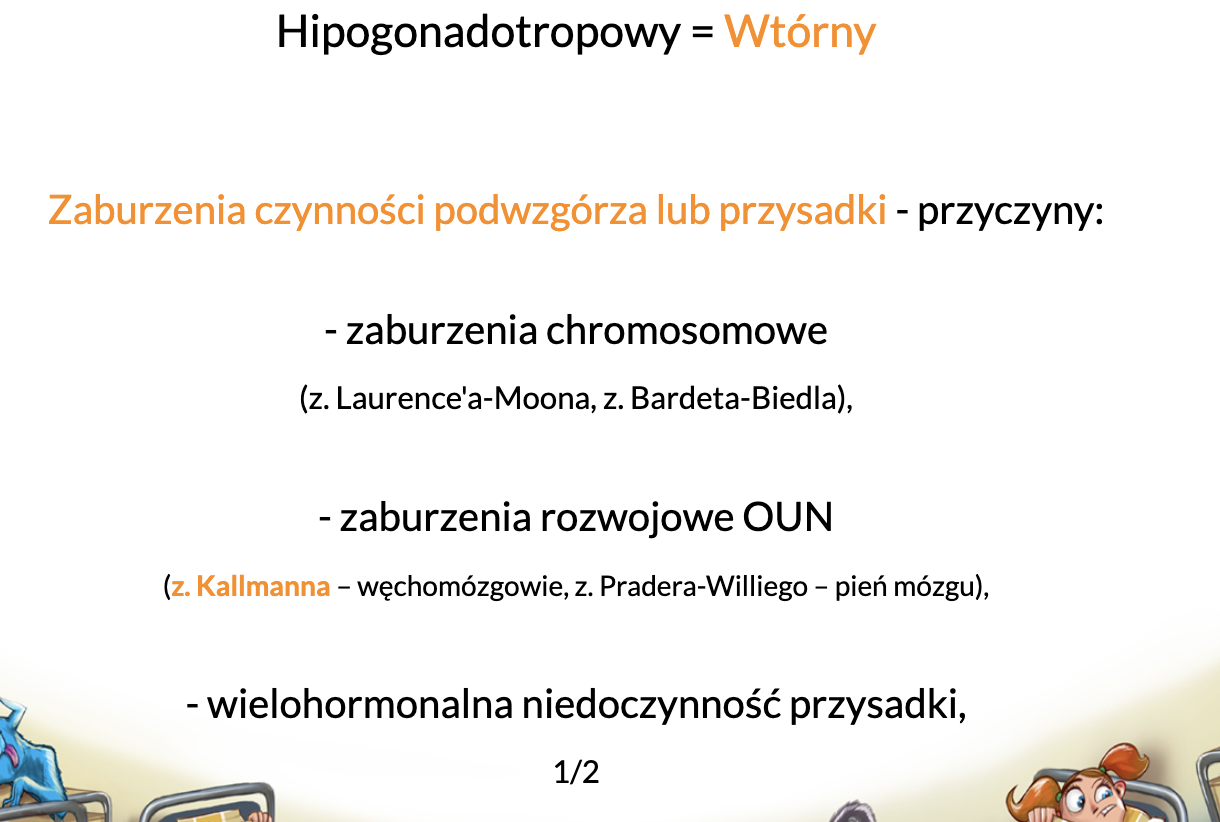 Hipogonadotropowy = Wtórny
Zaburzenia czynności podwzgórza lub przysadki - przyczyny:
- zaburzenia chromosomowe
(z. Laurence'a-Moona, z. Bardeta-Biedla),
- zaburzenia rozwojowe OUN
(z. Kallmanna – węchomózgowie, z. Pradera-Williego – pień mózgu),
- wielohormonalna niedoczynność przysadki,
1/2